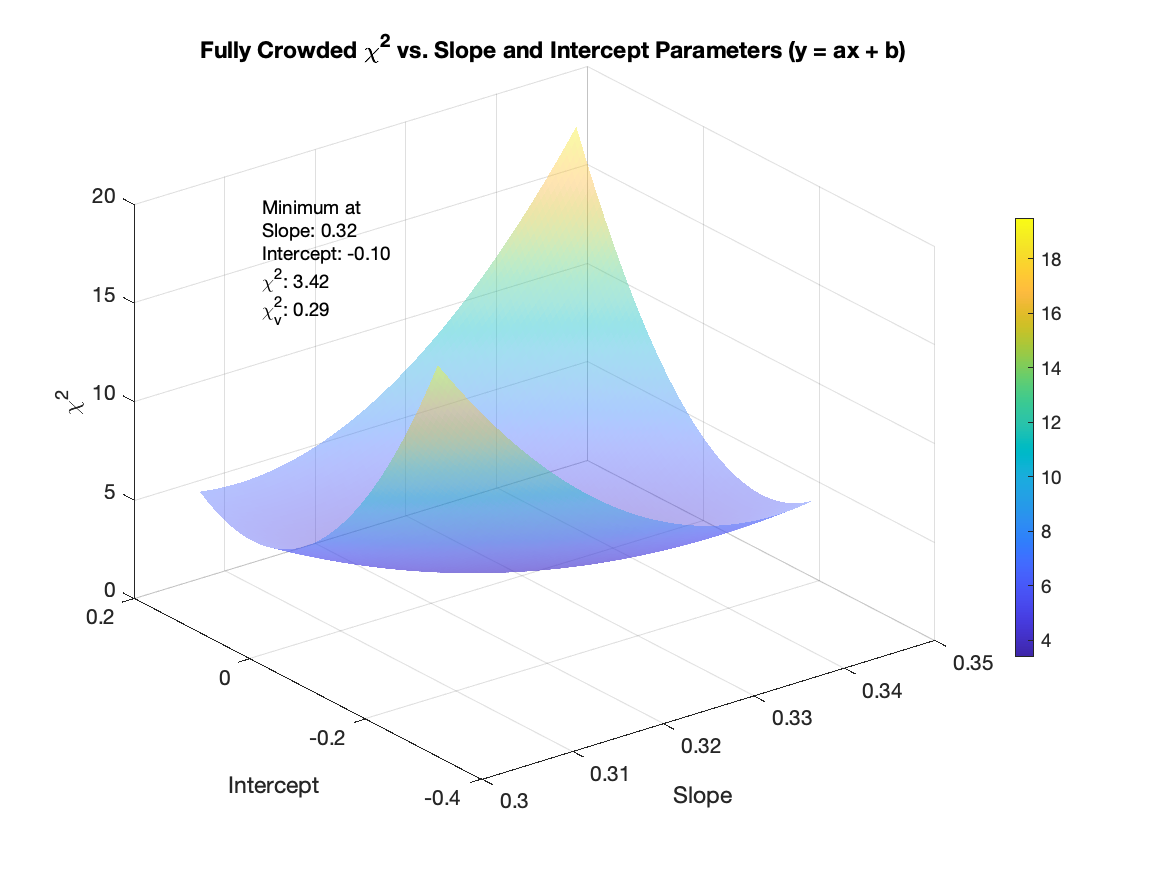 Fully Crowded χ² vs. Slope and Intercept Parameters (y = ax + b)
Minimum at
Slope: 0.32
Intercept: -0.10
χ²: 3.42
χ²ᵥ: 0.29
20
15
10
5
0
χ²
0.2
0
-0.2
-0.4
Intercept
0.3
0.31
0.32
0.33
0.34
0.35
Slope
18
16
14
12
10
8
6
4